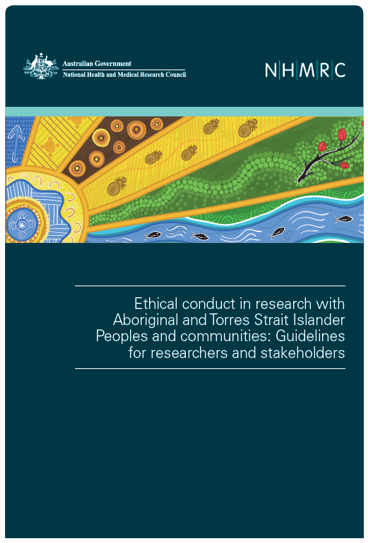 Australian Government
National Health and Medical Research Council
N|H|M|R|C
Ethical conduct in research with
Aboriginal and Torres Strait Islander
Peoples and communities: Guidelines
for researchers and stakeholders